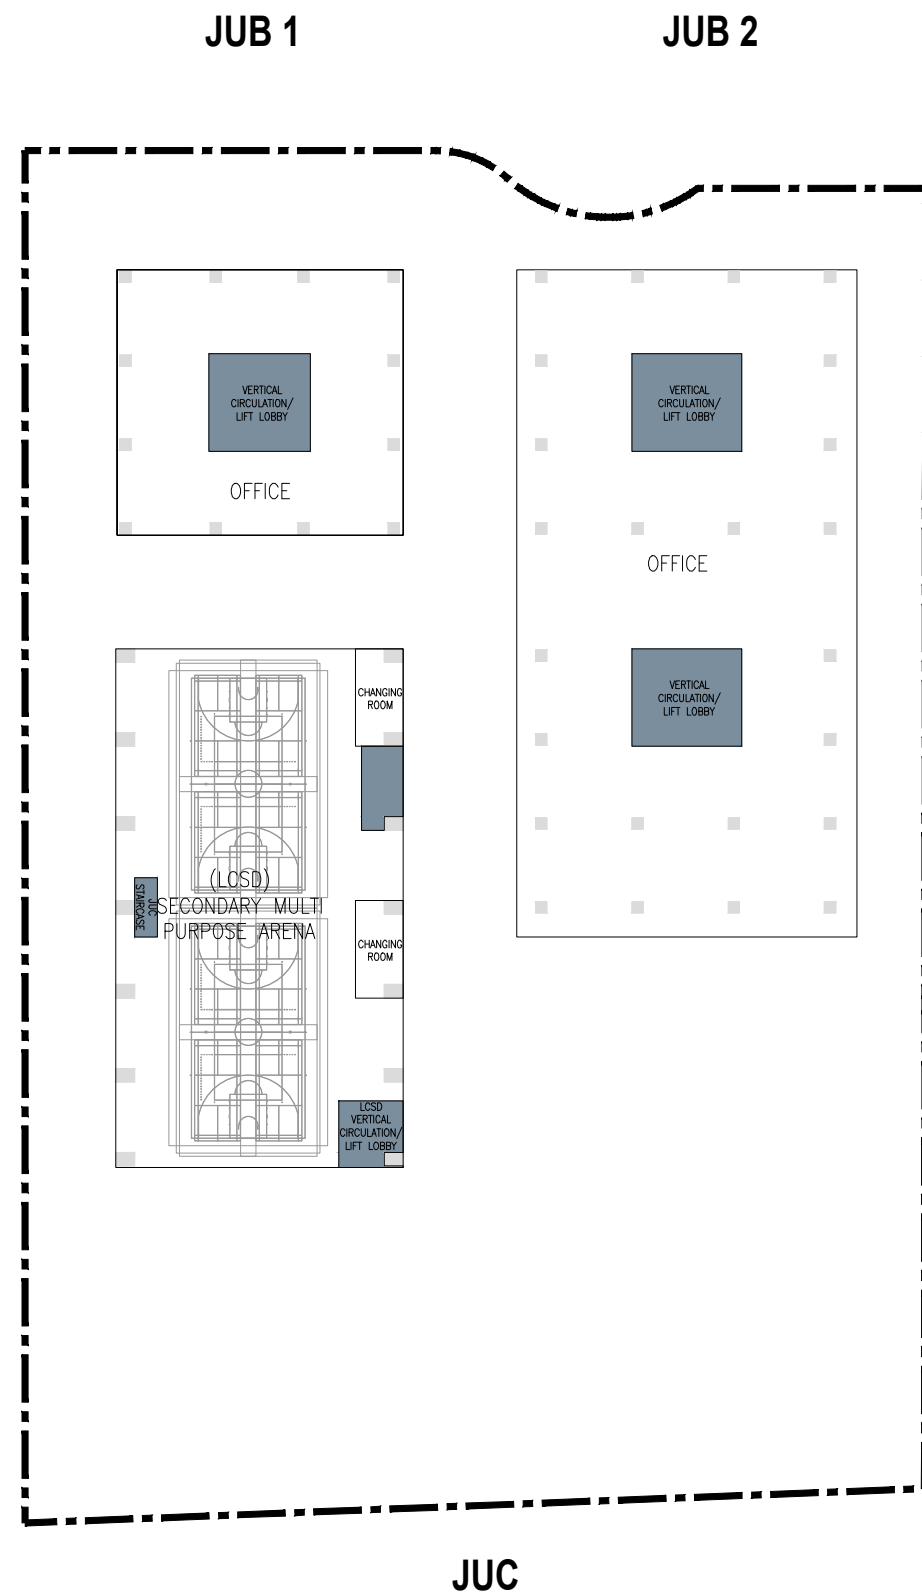 JUB 1
JUB 2
VERTICAL
CIRCULATION/
LIFT LOBBY
OFFICE
VERTICAL
CIRCULATION/
LIFT LOBBY
OFFICE
VERTICAL
CIRCULATION/
LIFT LOBBY
CHANGING
ROOM
(LCSD)
SECONDARY MULTI
PURPOSE ARENA
JUC
STAIRCASE
CHANGING
ROOM
LCSD
VERTICAL
CIRCULATION/
LIFT LOBBY
JUC